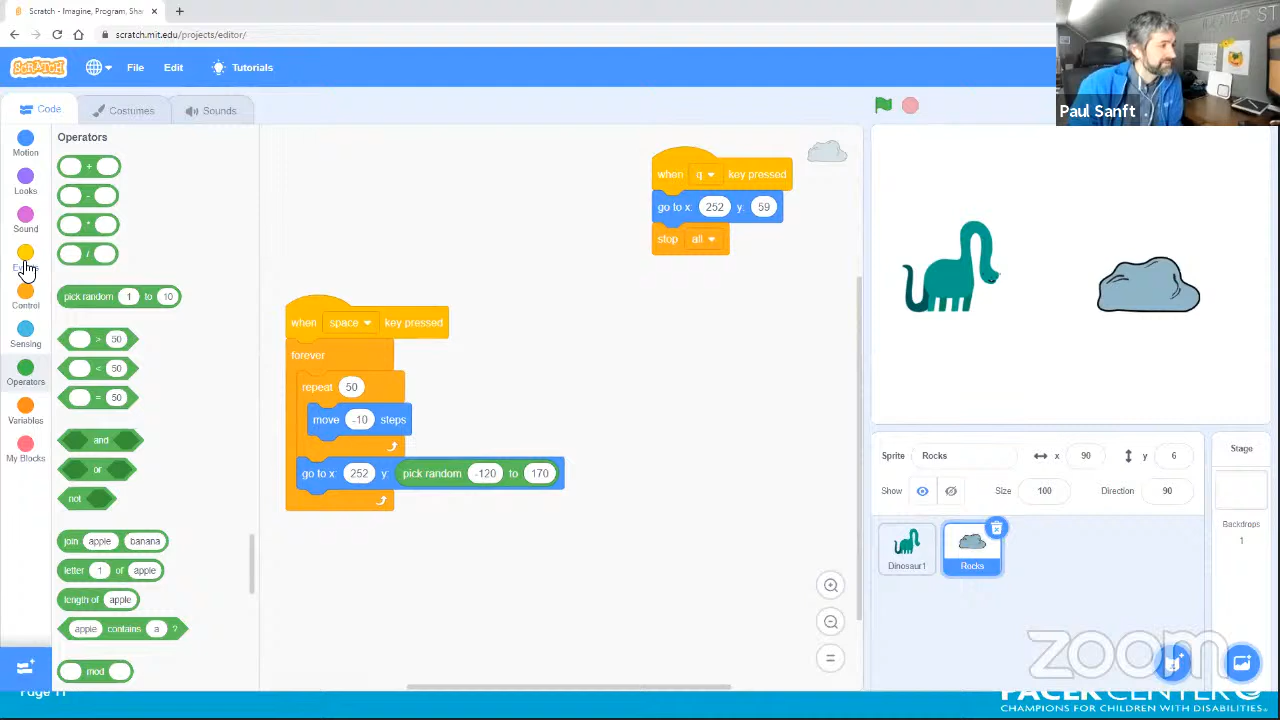 Scratch - Imagine, Program, Sha
scratch.mit.edu/projects/editor/
SCRATCH
File
Edit
Tutorials
Paul Sanft
Code
Costumes
Sounds
Motion
Looks
Sound
Control
Sensing
Operators
Variables
My Blocks
Operators
+
-
*
/
pick random 1 to 10
> 50
< 50
= 50
and
or
not
join apple banana
letter 1 of apple
length of apple
apple contains a ?
mod
when q key pressed
go to x: 252 y: 59
stop all
when space key pressed
forever
repeat 50
move -10 steps
go to x: 252 y: pick random -120 to 170
Sprite Rocks x 90 y 6
Show Size 100 Direction 90
Dinosaur1
Rocks
Stage
Backdrops
1
zoom
Page 11
PACER CENTER
CHAMPIONS FOR CHILDREN WITH DISABILITIES®